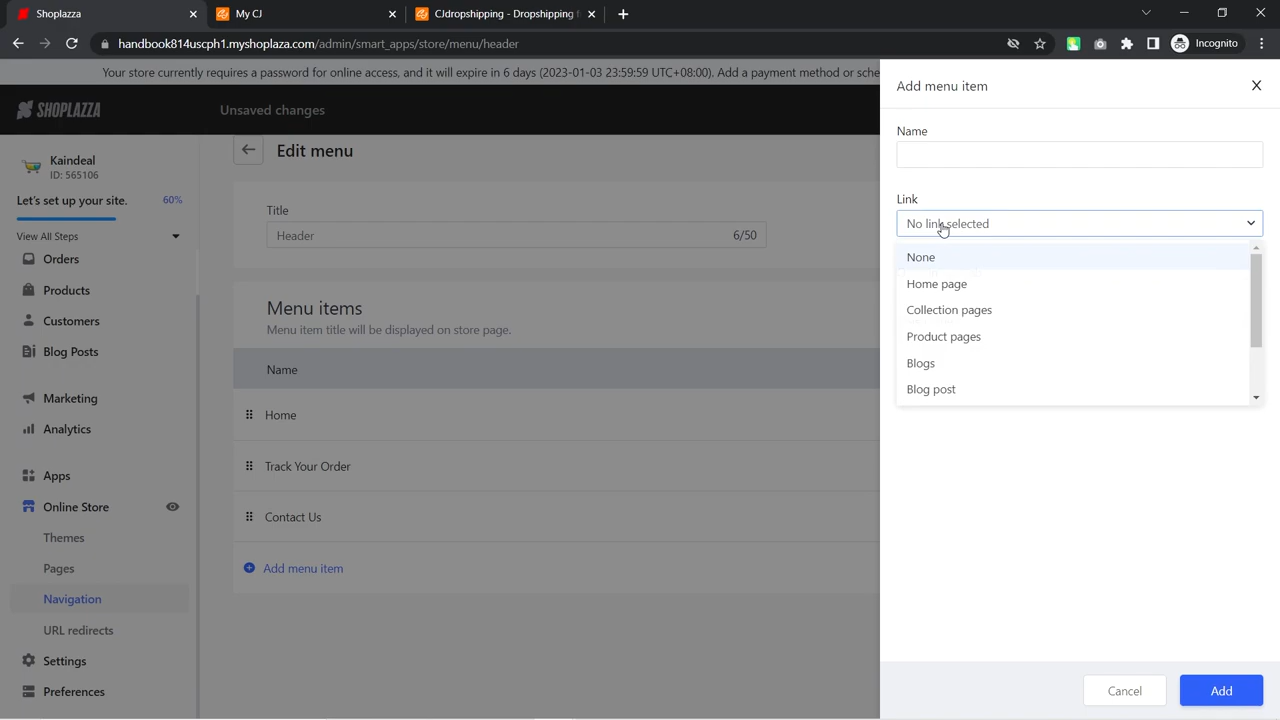 Shoplazza
My CJ
CJdropshipping - Dropshipping f
handbook814uscph1.myshoplaza.com/admin/smart_apps/store/menu/header
Incognito
Your store currently requires a password for online access, and it will expire in 6 days (2023-01-03 23:59:59 UTC+08:00). Add a payment method or sche
SHOPLAZZA
Unsaved changes
Kaindeal
ID: 565106
Let's set up your site.
60%
View All Steps
Orders
Products
Customers
Blog Posts
Marketing
Analytics
Apps
Online Store
Themes
Pages
Navigation
URL redirects
Settings
Preferences
Edit menu
Title
Header
6/50
Menu items
Menu item title will be displayed on store page.
Name
Home
Track Your Order
Contact Us
Add menu item
Add menu item
Name
Link
No link selected
None
Home page
Collection pages
Product pages
Blogs
Blog post
Cancel
Add